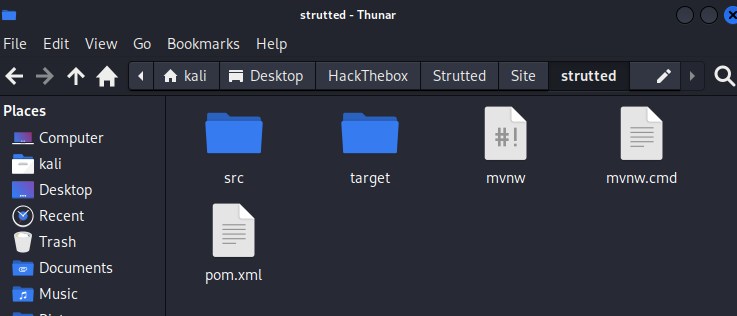 strutted - Thunar
File Edit View Go Bookmarks Help
kali Desktop HackThebox Strutted Site strutted
Places
Computer
kali
Desktop
Recent
Trash
Documents
Music
src target mvnw mvnw.cmd
#!
pom.xml